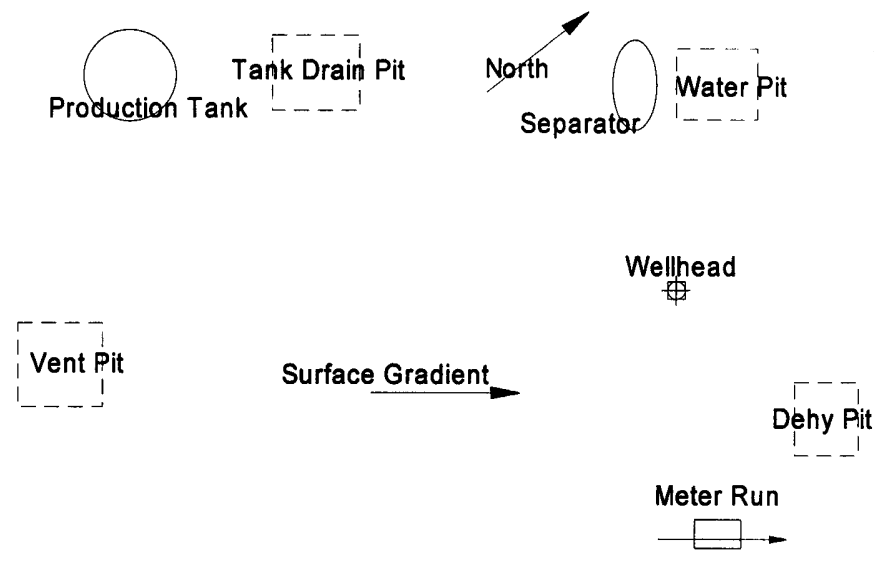 Tank Drain Pit
North
Water Pit
Production Tank
Separator
Wellhead
Vent Pit
Surface Gradient
Dehy Pit
Meter Run